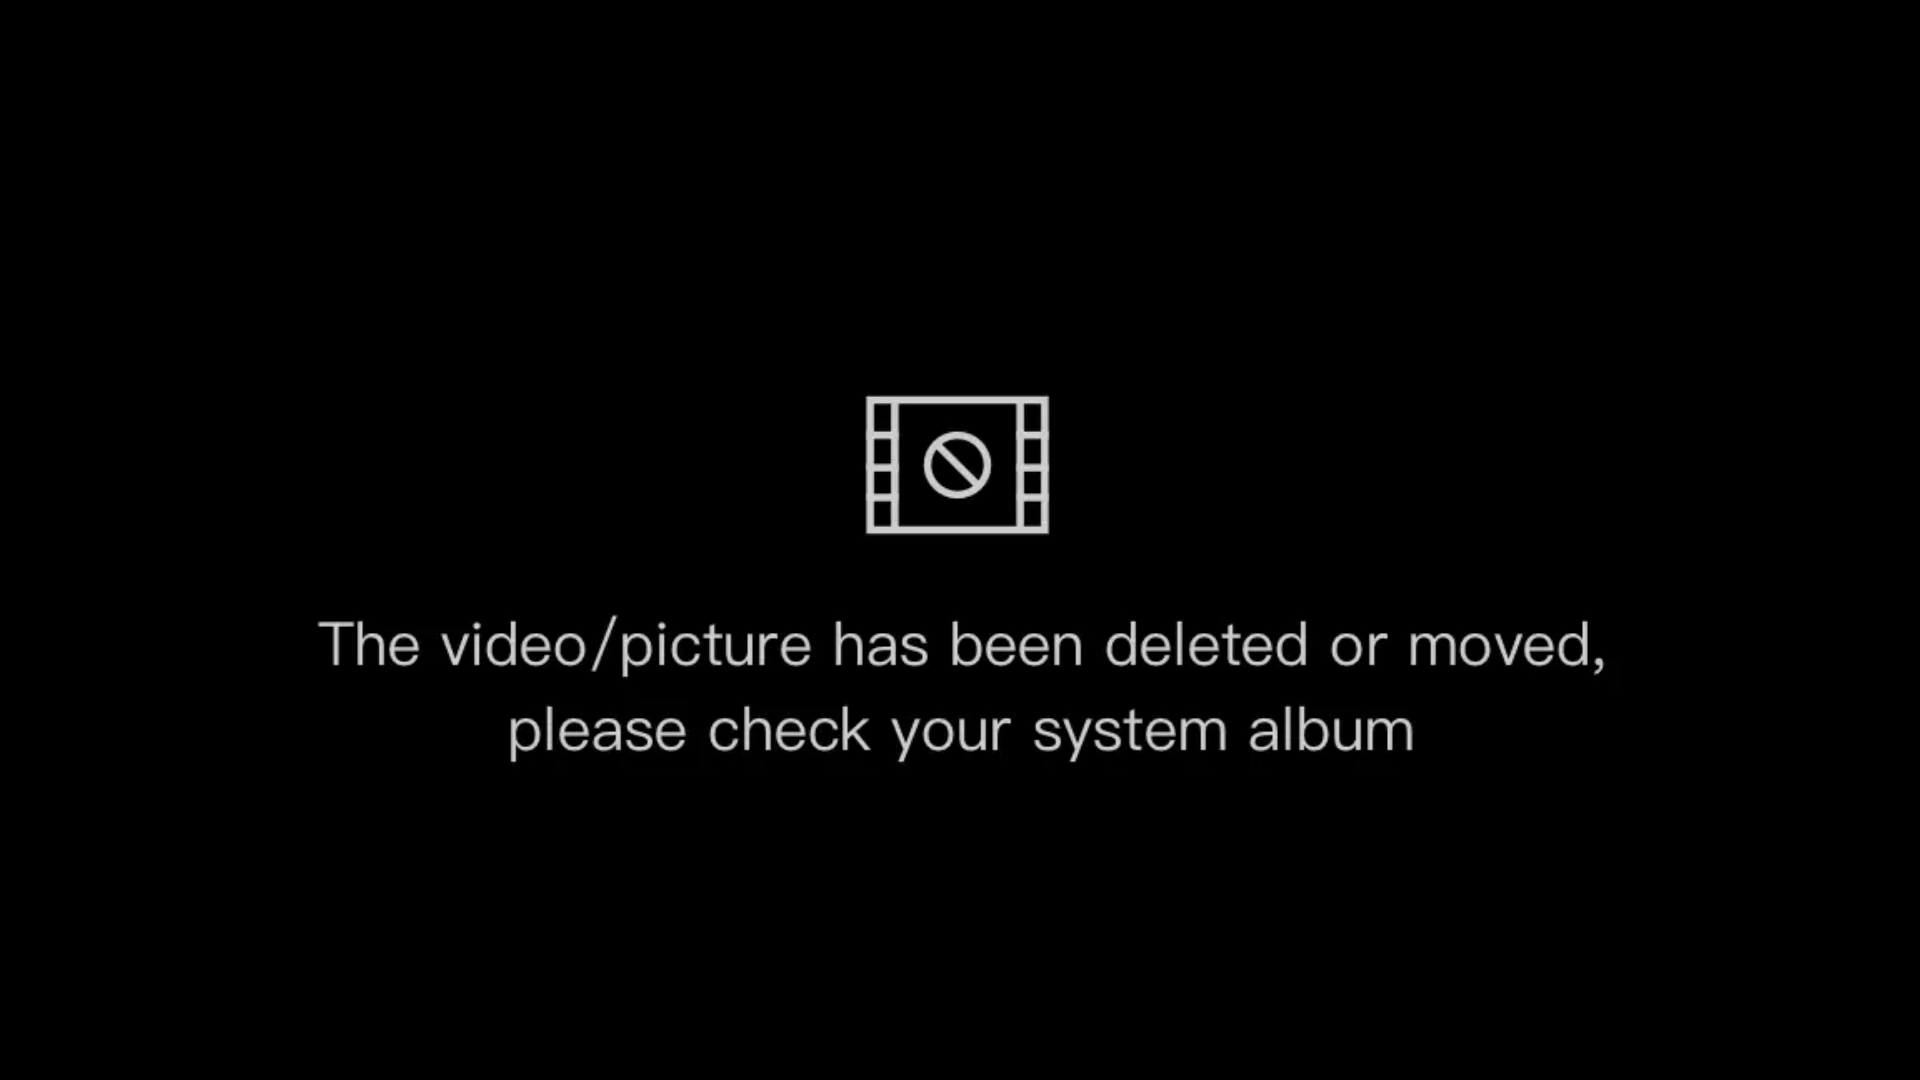 The video/picture has been deleted or moved,
please check your system album